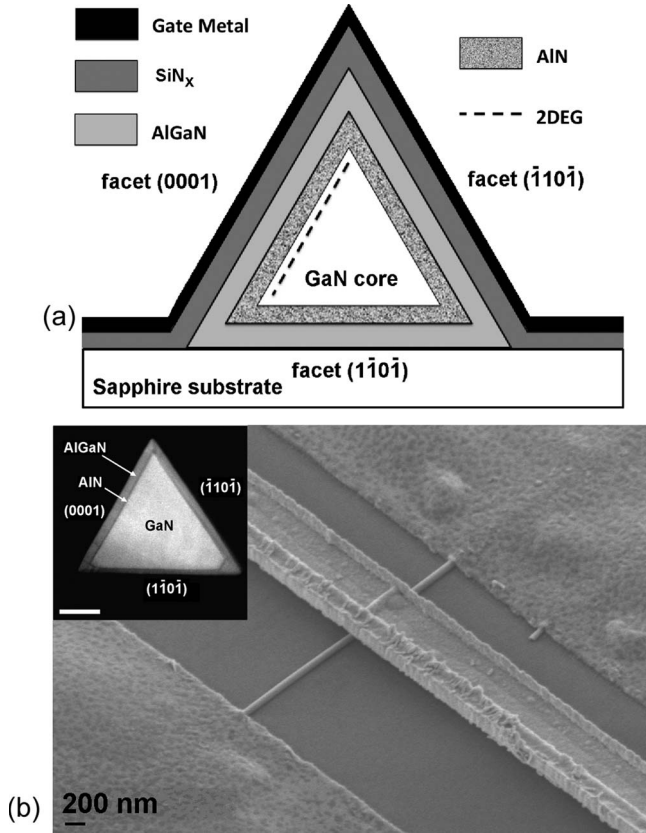 Gate Metal
SiNX
AlGaN
AlN
2DEG
facet (0001)
facet (1̄101̄)
GaN core
(a)
facet (11̄01̄)
Sapphire substrate
AlGaN
AlN
(0001)
GaN
(1̄101̄)
(11̄01̄)
(b)
200 nm